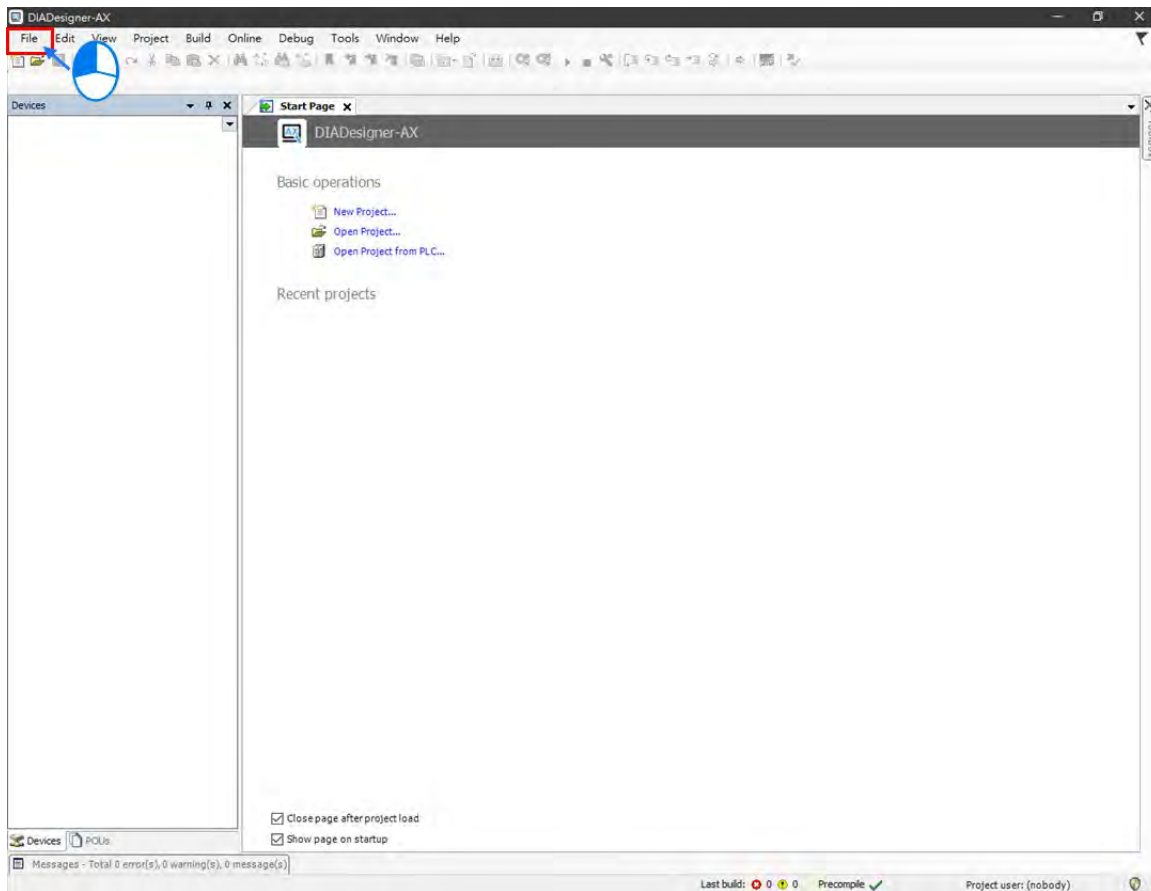 DIADesigner-AX
File Edit View Project Build Online Debug Tools Window Help
Devices
Start Page
DIADesigner-AX
Basic operations
New Project...
Open Project...
Open Project from PLC...
Recent projects
Close page after project load
Show page on startup
Devices POUs
Messages - Total 0 error(s), 0 warning(s), 0 message(s)
Last build: 0 0 Precompile Project user: (nobody)